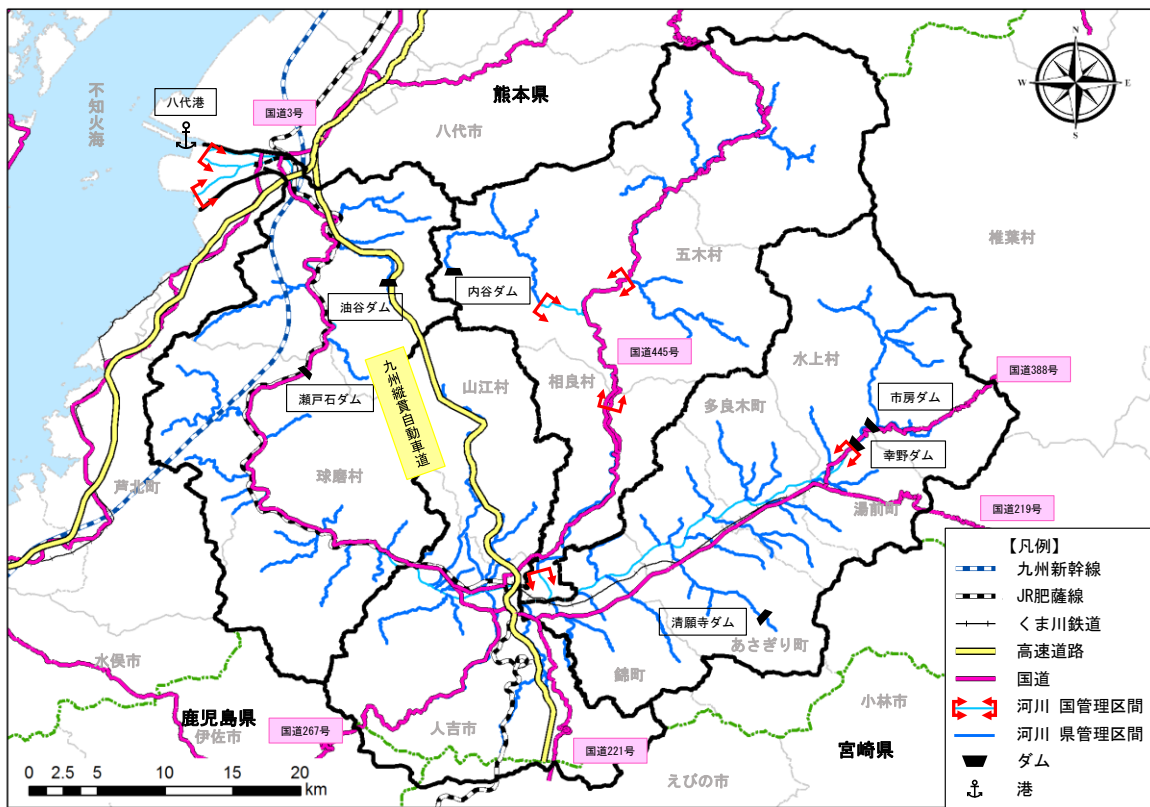 N
W
E
S
不知火海
八代港
国道3号
熊本県
八代市
五木村
椎葉村
内谷ダム
油谷ダム
国道445号
水上村
国道388号
九州縦貫自動車道
山江村
相良村
瀬戸石ダム
多良木町
市房ダム
幸野ダム
球磨村
芦北町
湯前町
国道219号
清願寺ダム
あさぎり町
錦町
水俣市
小林市
鹿児島県
伊佐市
国道267号
人吉市
国道221号
宮崎県
えびの市
0 2.5 5 10 15 20
km
【凡例】
九州新幹線
JR肥薩線
くま川鉄道
高速道路
国道
河川 国管理区間
河川 県管理区間
ダム
港